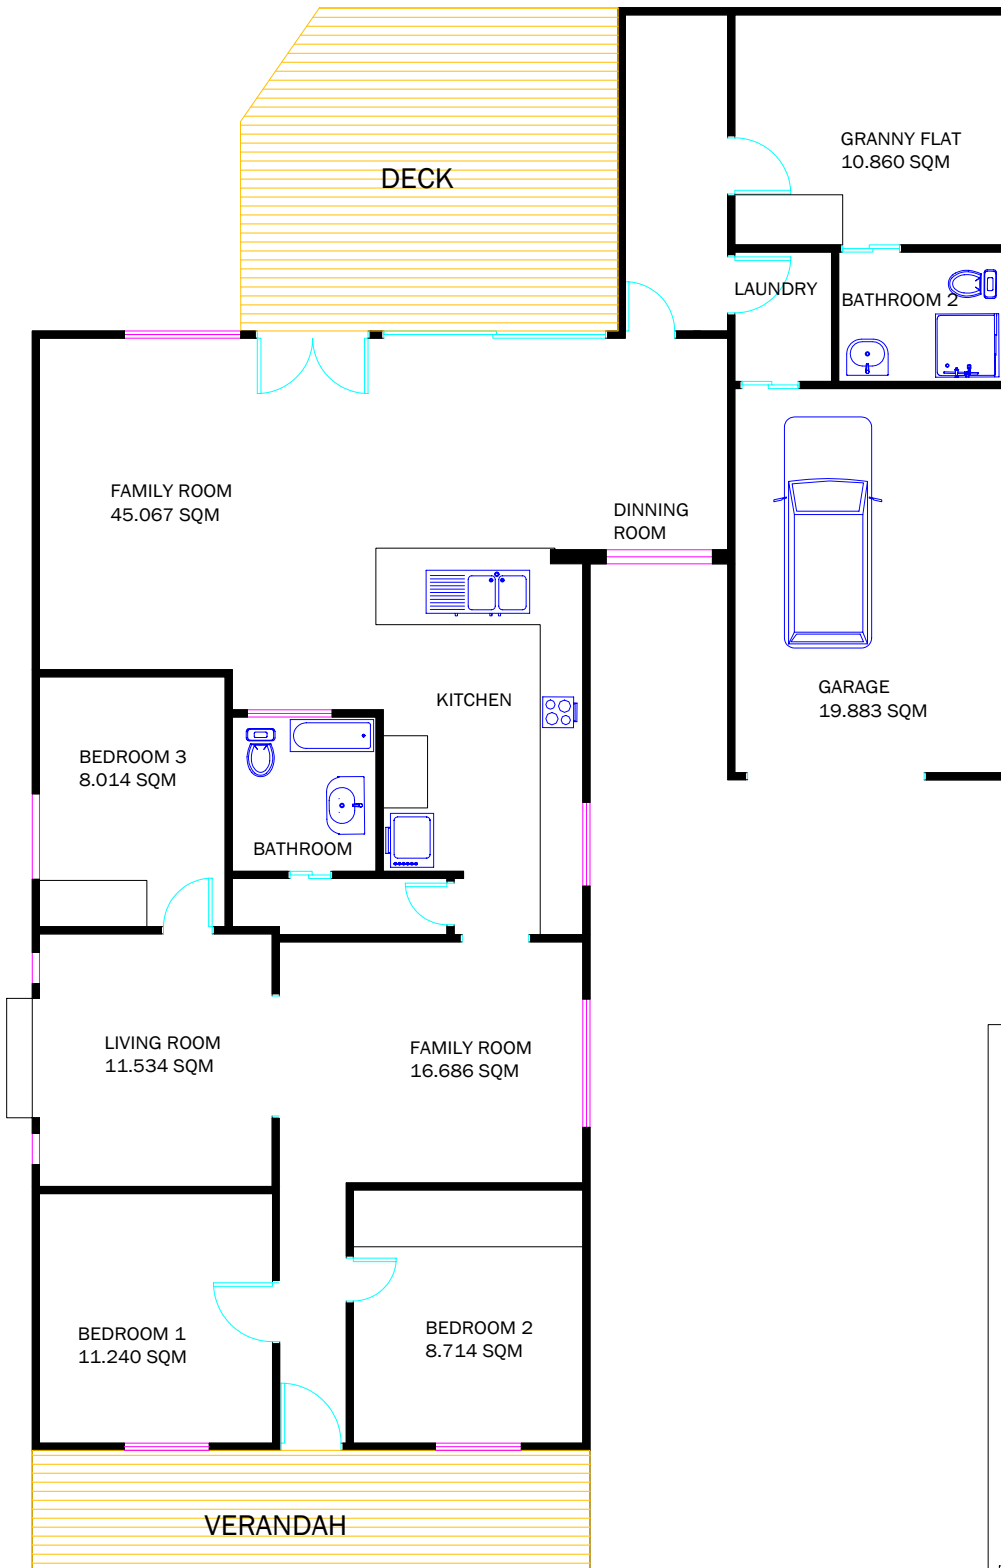 GRANNY FLAT
10.860 SQM
DECK
LAUNDRY
BATHROOM 2
FAMILY ROOM
45.067 SQM
DINNING
ROOM
KITCHEN
GARAGE
19.883 SQM
BEDROOM 3
8.014 SQM
BATHROOM
LIVING ROOM
11.534 SQM
FAMILY ROOM
16.686 SQM
BEDROOM 1
11.240 SQM
BEDROOM 2
8.714 SQM
VERANDAH